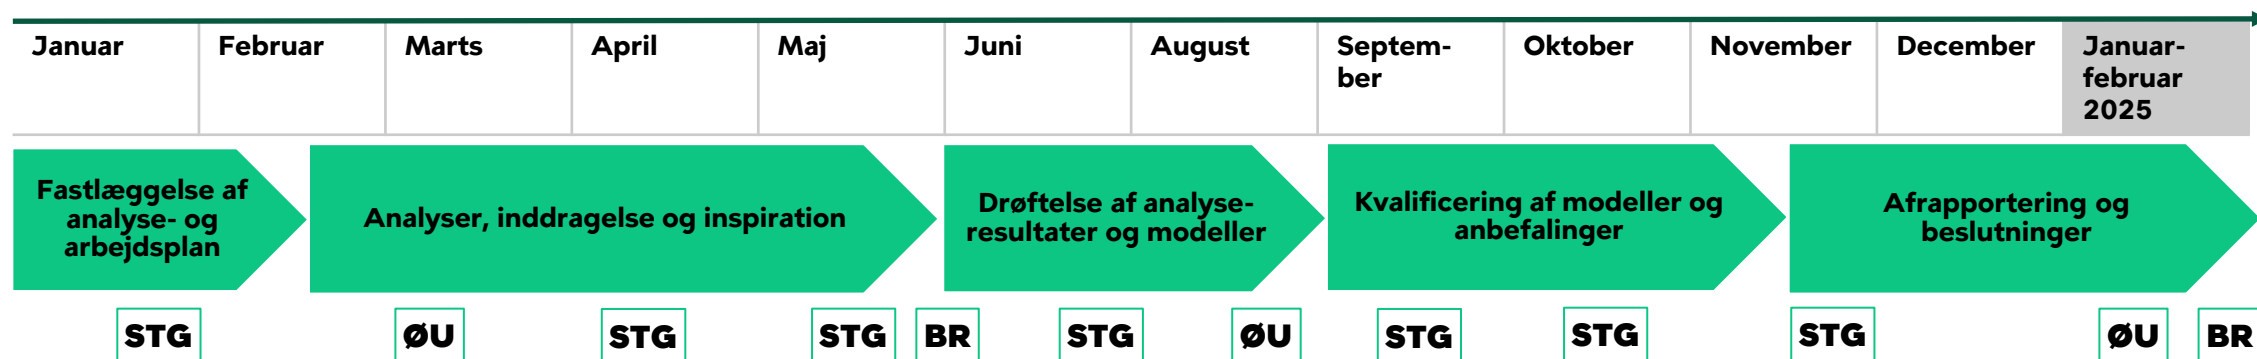 Januar
Februar
Marts
April
Maj
Juni
August
Septem-
ber
Oktober
November
December
Januar-
februar
2025
Fastlæggelse af
analyse- og
arbejdsplan
Analyser, inddragelse og inspiration
Drøftelse af analyse-
resultater og modeller
Kvalificering af modeller og
anbefalinger
Afrapportering og
beslutninger
STG
ØU
STG
STG
BR
STG
ØU
STG
STG
STG
ØU
BR